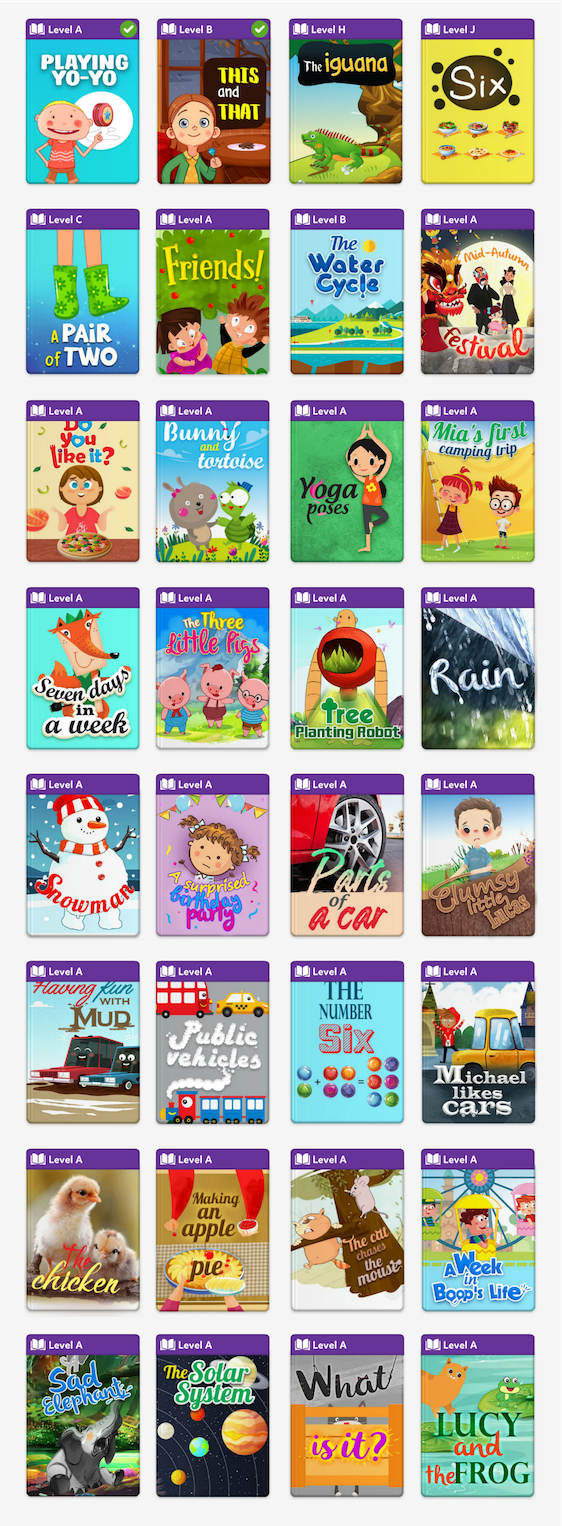 Level A
PLAYING
YO-YO
Level B
THIS
and
THAT
Level H
The iguana
Level J
Six
Level C
A PAIR
of TWO
Level A
Friends!
Level B
The
Water
Cycle
Level A
Mid-Autumn
festival
Level A
Do
you
like it?
Level A
Bunny
and
tortoise
Level A
Yoga
poses
Level A
Mia's first
camping trip
Level A
Seven days
in
a week
Level A
The Three
Little Pigs
Level A
Tree
Planting Robot
Level A
Rain
Level A
Snowman
Level A
A surprised
birthday
party
Level A
Parts
of
a car
Level A
Clumsy
little
Lucas
Level A
Having fun
WITH
MUD
Level A
Public
vehicles
Level A
THE
NUMBER
Six
+ =
Level A
Michael
likes
cars
Level A
The
chicken
Level A
Making
an
apple
pie
Level A
The cat
chases
the
mouse
Level A
A Week
in
Boop's Life
Level A
Sad
Elephant
Level A
The Solar
System
Level A
What
is it?
Level A
LUCY
and
the FROG